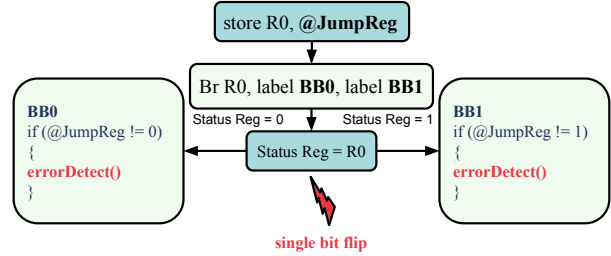 store R0, @JumpReg
Br R0, label BB0, label BB1
Status Reg = 0
Status Reg = 1
BB0
if (@JumpReg != 0)
{
errorDetect()
}
Status Reg = R0
BB1
if (@JumpReg != 1)
{
errorDetect()
}
single bit flip